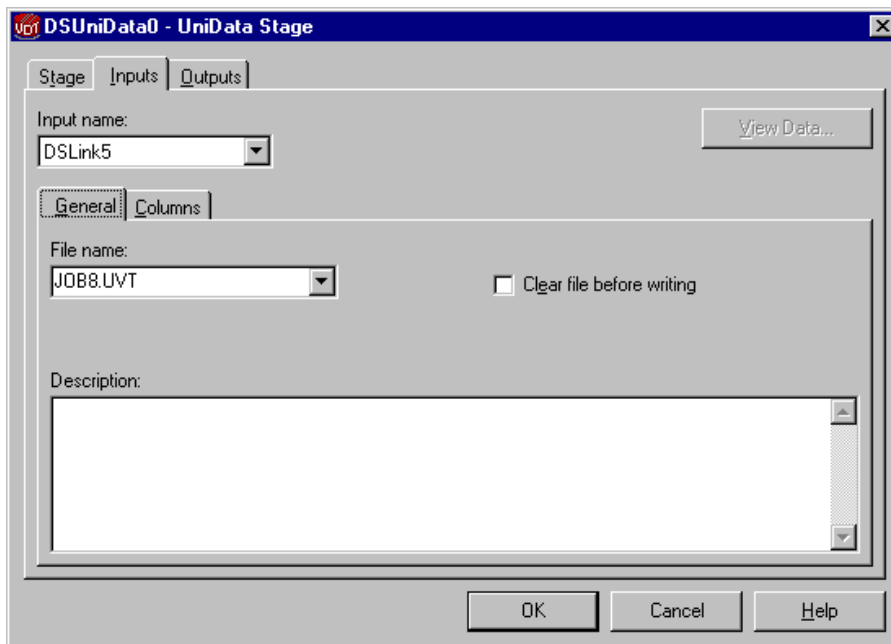 DSUniData0 - UniData Stage
Stage Inputs Outputs
Input name:
View Data...
DSLink5
General Columns
File name:
JOB8.UVT
Clear file before writing
Description:
OK Cancel Help